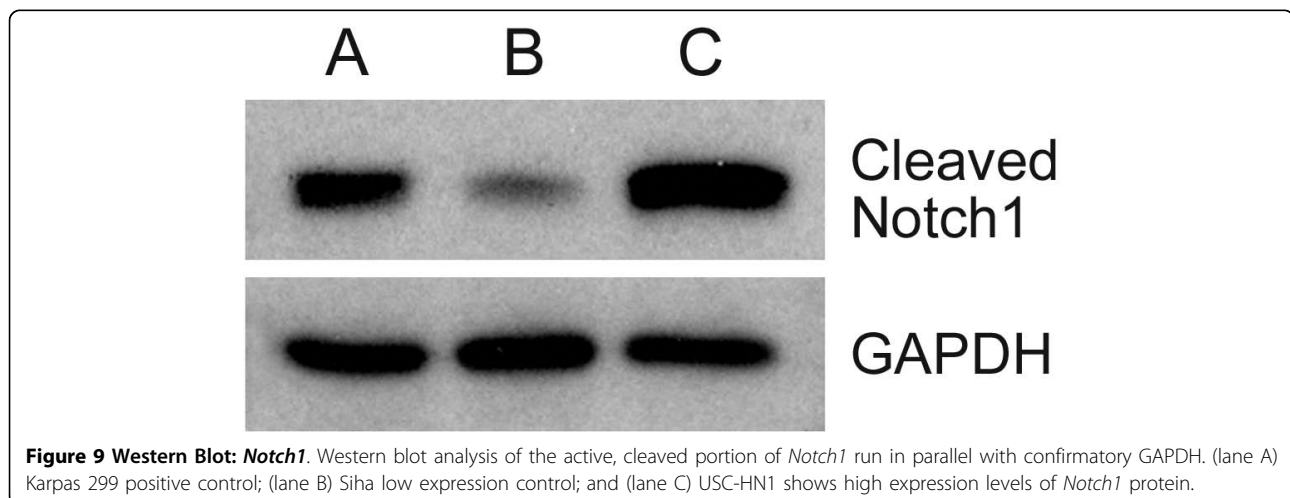 A B C
Cleaved
Notch1
GAPDH
Figure 9 Western Blot: Notch1. Western blot analysis of the active, cleaved portion of Notch1 run in parallel with confirmatory GAPDH. (lane A)
Karpas 299 positive control; (lane B) Siha low expression control; and (lane C) USC-HN1 shows high expression levels of Notch1 protein.